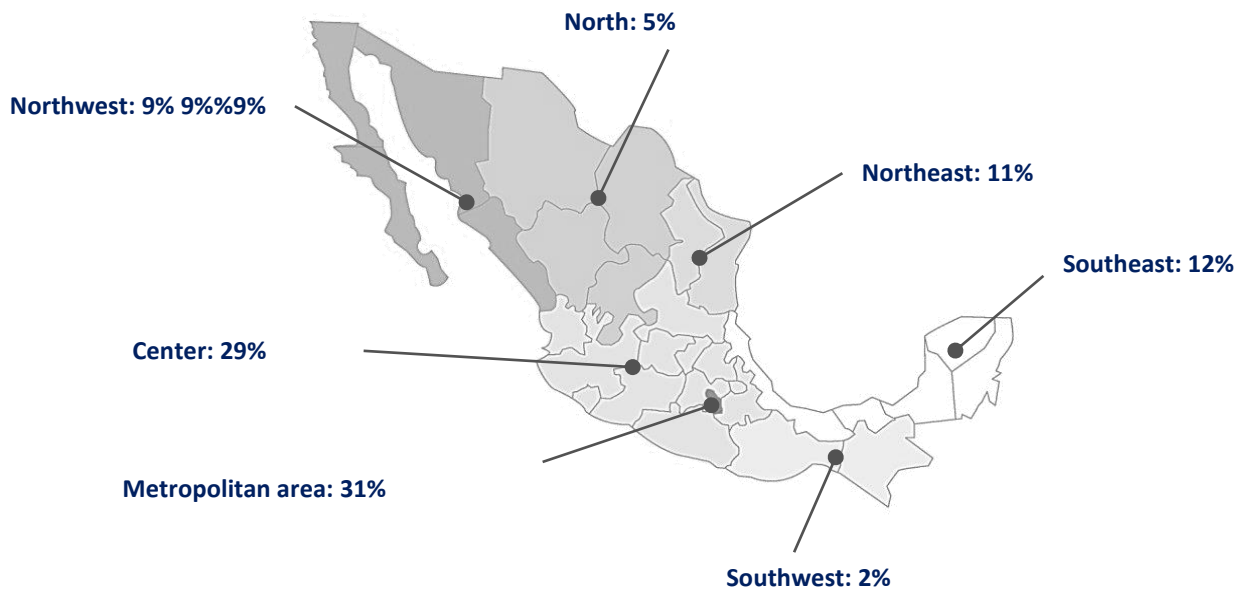 North: 5%
Northwest: 9% 9%%9%
Northeast: 11%
Southeast: 12%
Center: 29%
Metropolitan area: 31%
Southwest: 2%